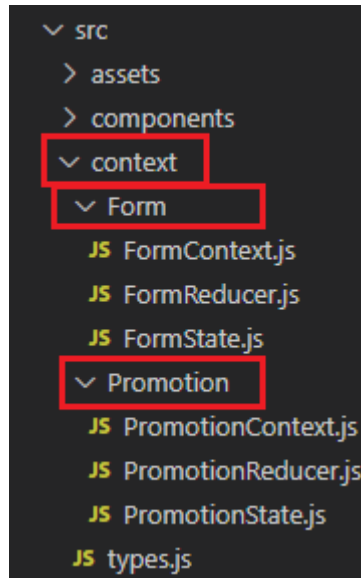 src
assets
components
context
Form
JS FormContext.js
JS FormReducer.js
JS FormState.js
Promotion
JS PromotionContext.js
JS PromotionReducer.js
JS PromotionState.js
JS types.js